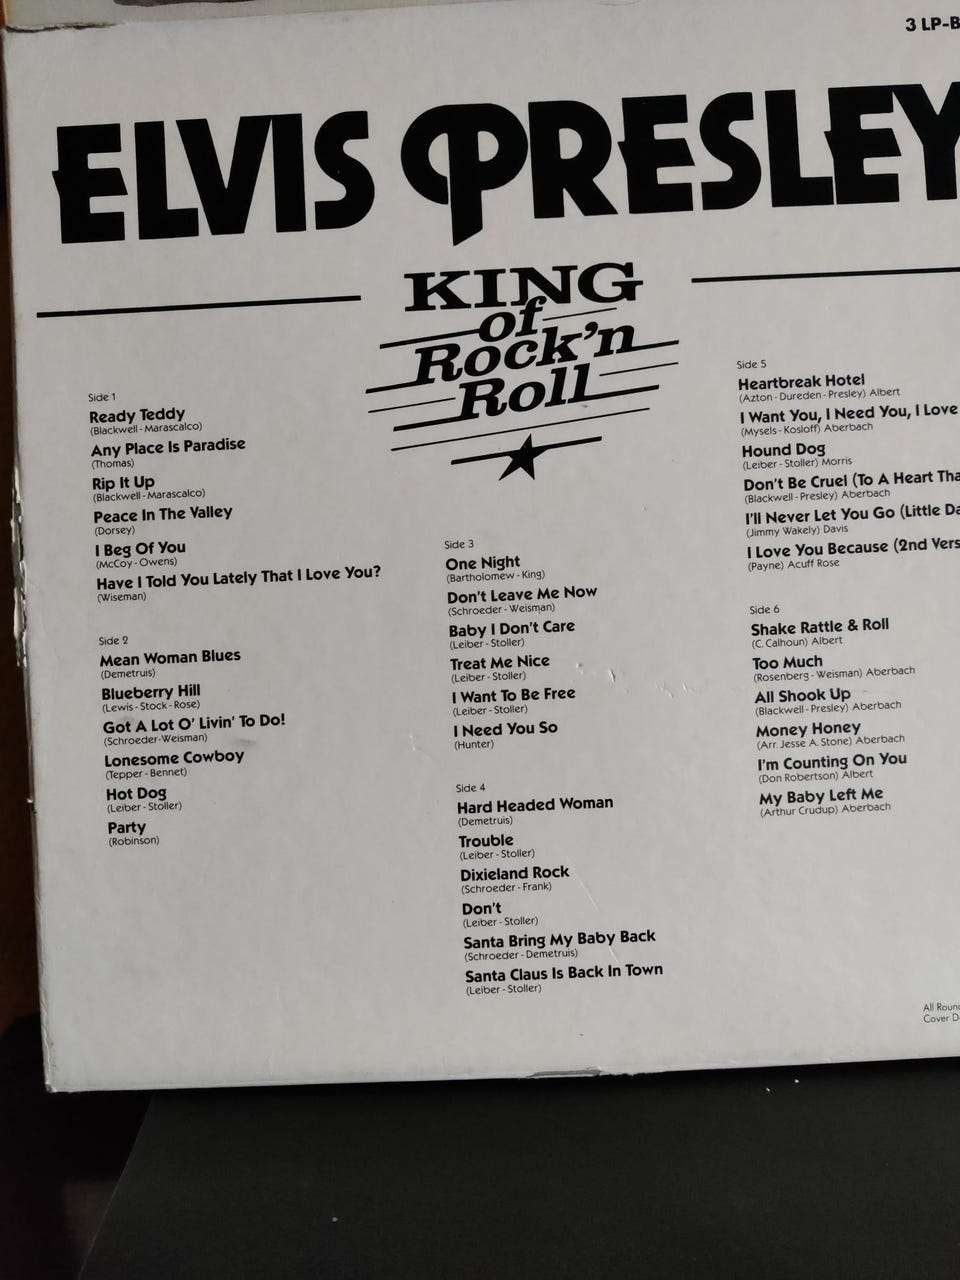 3 LP-B
ELVIS PRESLEY
KING
of
Rock'n
Roll
Side 1
Ready Teddy
(Blackwell - Marascalco)
Any Place Is Paradise
(Thomas)
Rip It Up
(Blackwell - Marascalco)
Peace In The Valley
(Dorsey)
I Beg Of You
(McCoy - Owens)
Have I Told You Lately That I Love You?
(Wiseman)
Side 2
Mean Woman Blues
(Demetruis)
Blueberry Hill
(Lewis - Stock - Rose)
Got A Lot O' Livin' To Do!
(Schroeder-Weisman)
Lonesome Cowboy
(Tepper - Bennet)
Hot Dog
(Leiber - Stoller)
Party
(Robinson)
Side 3
One Night
(Bartholomew - King)
Don't Leave Me Now
(Schroeder - Weisman)
Baby I Don't Care
(Leiber - Stoller)
Treat Me Nice
(Leiber - Stoller)
I Want To Be Free
(Leiber - Stoller)
I Need You So
(Hunter)
Side 4
Hard Headed Woman
(Demetruis)
Trouble
(Leiber - Stoller)
Dixieland Rock
(Schroeder - Frank)
Don't
(Leiber - Stoller)
Santa Bring My Baby Back
(Schroeder - Demetruis)
Santa Claus Is Back In Town
(Leiber - Stoller)
Side 5
Heartbreak Hotel
(Azton - Dureden - Presley) Albert
I Want You, I Need You, I Love
(Mysels - Kosloff) Aberbach
Hound Dog
(Leiber - Stoller) Morris
Don't Be Cruel (To A Heart Tha
(Blackwell - Presley) Aberbach
I'll Never Let You Go (Little Da
(Jimmy Wakely) Davis
I Love You Because (2nd Vers
(Payne) Acuff Rose
Side 6
Shake Rattle & Roll
(C. Calhoun) Albert
Too Much
(Rosenberg - Weisman) Aberbach
All Shook Up
(Blackwell - Presley) Aberbach
Money Honey
(Arr. Jesse A. Stone) Aberbach
I'm Counting On You
(Don Robertson) Albert
My Baby Left Me
(Arthur Crudup) Aberbach
All Roun
Cover D